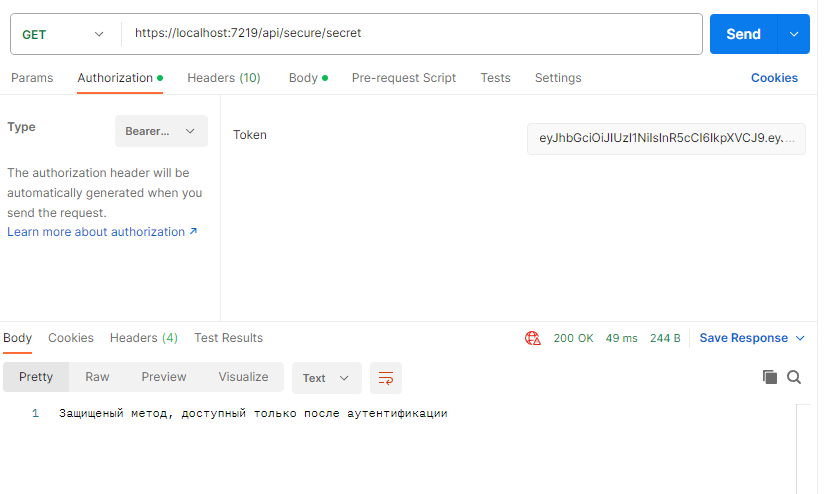 GET https://localhost:7219/api/secure/secret Send
Params Authorization Headers (10) Body Pre-request Script Tests Settings Cookies
Type Bearer... Token eyJhbGciOiJIUzI1NiIsInR5cCI6IkpXVCJ9.ey. ...
The authorization header will be
automatically generated when you
send the request.
Learn more about authorization ↗
Body Cookies Headers (4) Test Results 200 OK 49 ms 244 B Save Response
Pretty Raw Preview Visualize Text
1 Защищеный метод, доступный только после аутентификации